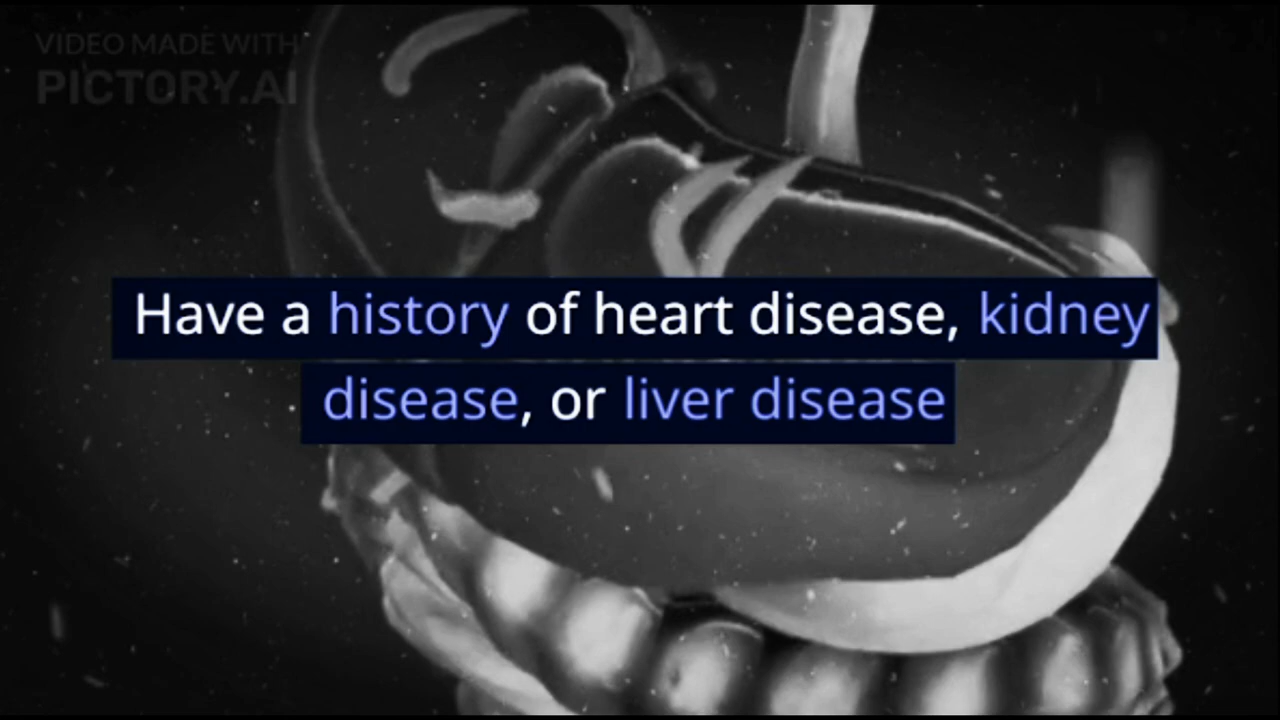 VIDEO MADE WITH
PICTORY.AI
Have a history of heart disease, kidney
disease, or liver disease